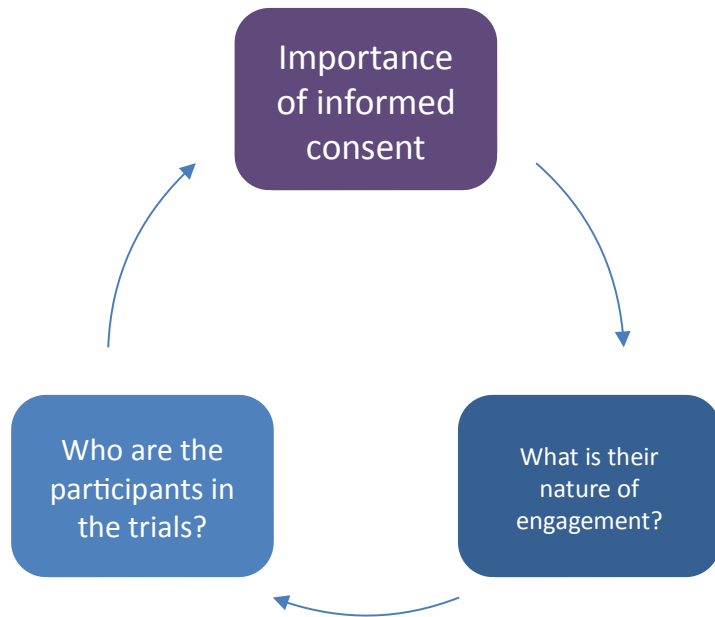 Importance
of informed
consent
What is their
nature of
engagement?
Who are the
participants in
the trials?